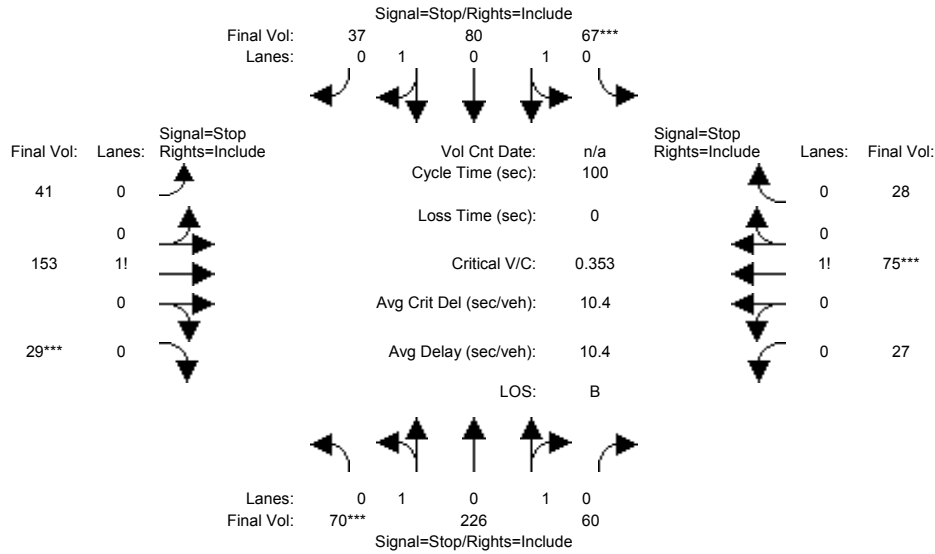 Signal=Stop/Rights=Include
Final Vol: 37 80 67***
Lanes: 0 1 0 1 0
Signal=Stop
Rights=Include
Final Vol: Lanes:
Vol Cnt Date: n/a
Signal=Stop
Rights=Include
Lanes: Final Vol:
Cycle Time (sec): 100
41 0
0 28
Loss Time (sec): 0
0
0
153 1!
Critical V/C: 0.353
1! 75***
0
Avg Crit Del (sec/veh): 10.4
0
29*** 0
Avg Delay (sec/veh): 10.4
0 27
LOS: B
Lanes: 0 1 0 1 0
Final Vol: 70*** 226 60
Signal=Stop/Rights=Include